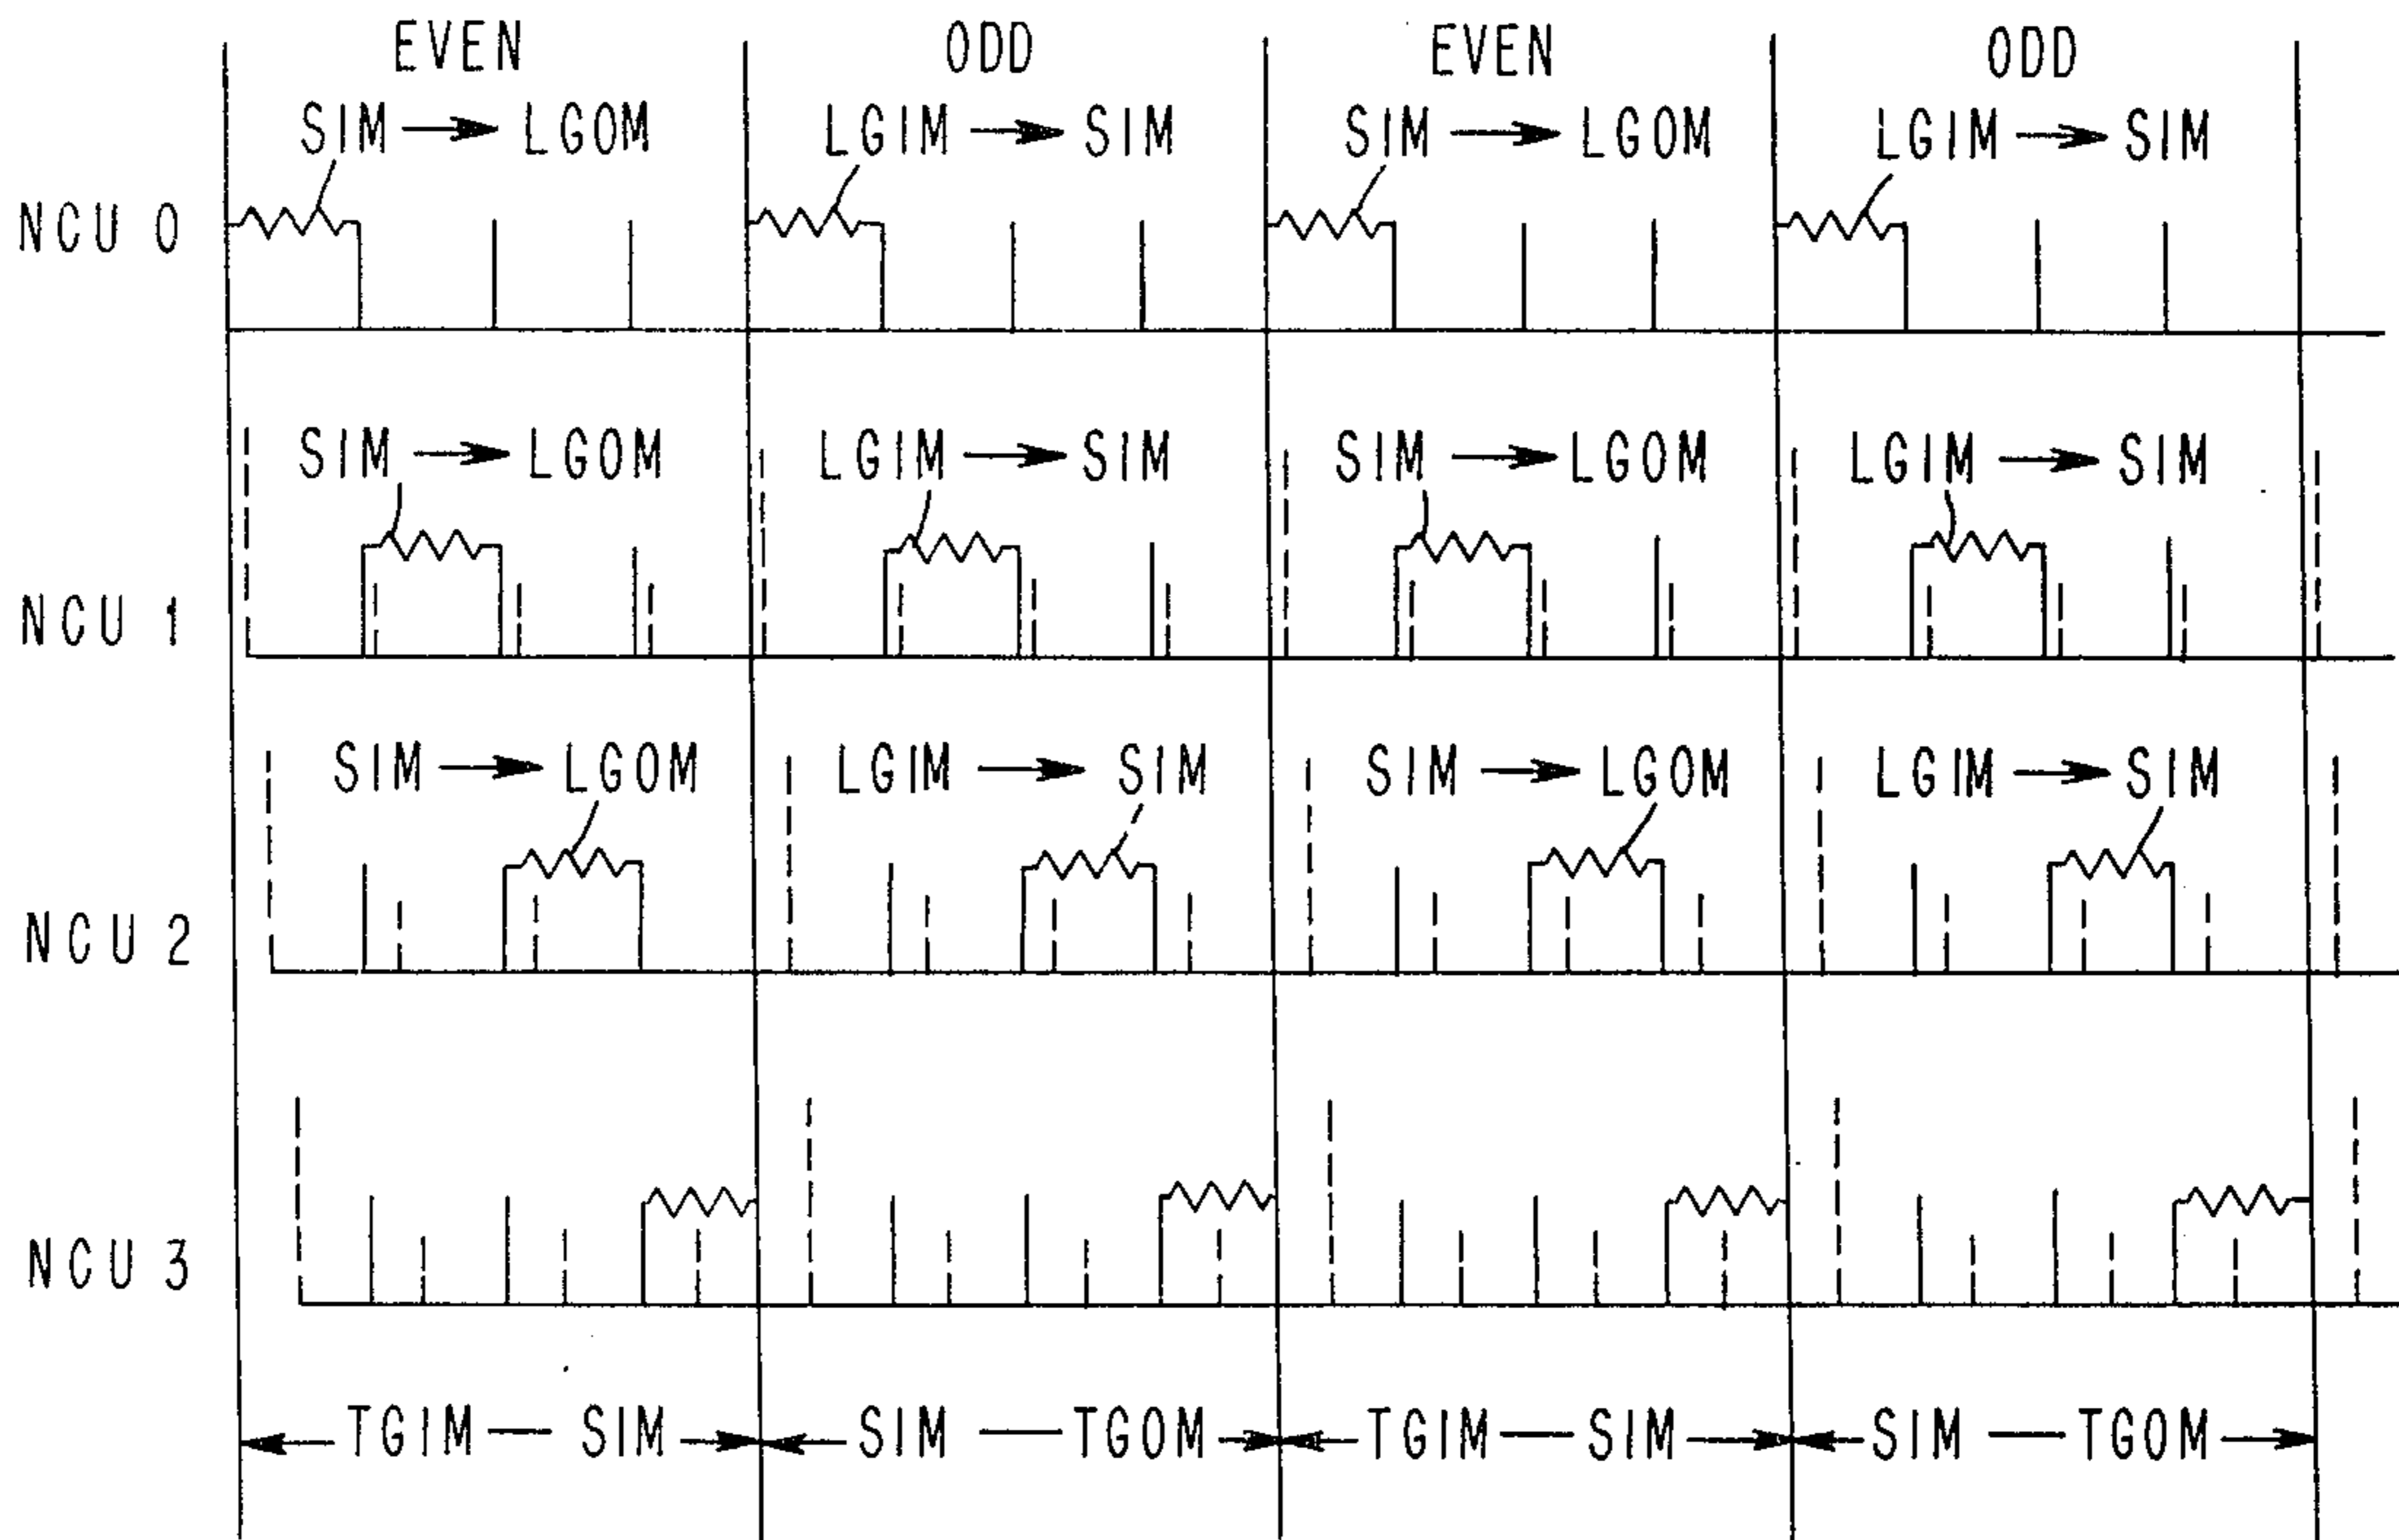 EVEN ODD EVEN ODD
SIM → LGOM LGIM → SIM SIM → LGOM LGIM → SIM
NCU 0
SIM → LGOM LGIM → SIM SIM → LGOM LGIM → SIM
NCU 1
SIM → LGOM LGIM → SIM SIM → LGOM LGIM → SIM
NCU 2
NCU 3
TGIM — SIM SIM — TGOM TGIM — SIM SIM — TGOM